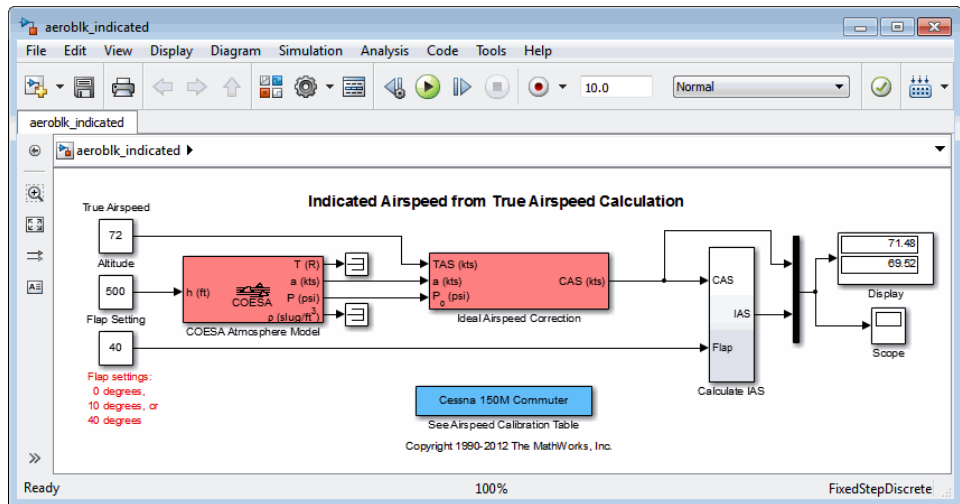 aeroblk_indicated
File Edit View Display Diagram Simulation Analysis Code Tools Help
10.0 Normal
aeroblk_indicated
aeroblk_indicated
Indicated Airspeed from True Airspeed Calculation
True Airspeed
72
Altitude
500
Flap Setting
40
Flap settings:
0 degrees,
10 degrees, or
40 degrees
h (ft)
COESA
T (R)
a (kts)
P (psi)
ρ (slug/ft³)
COESA Atmosphere Model
TAS (kts)
a (kts)
P₀ (psi)
CAS (kts)
Ideal Airspeed Correction
CAS
IAS
Flap
Calculate IAS
71.48
69.52
Display
Scope
Cessna 150M Commuter
See Airspeed Calibration Table
Copyright 1990-2012 The MathWorks, Inc.
Ready 100% FixedStepDiscrete